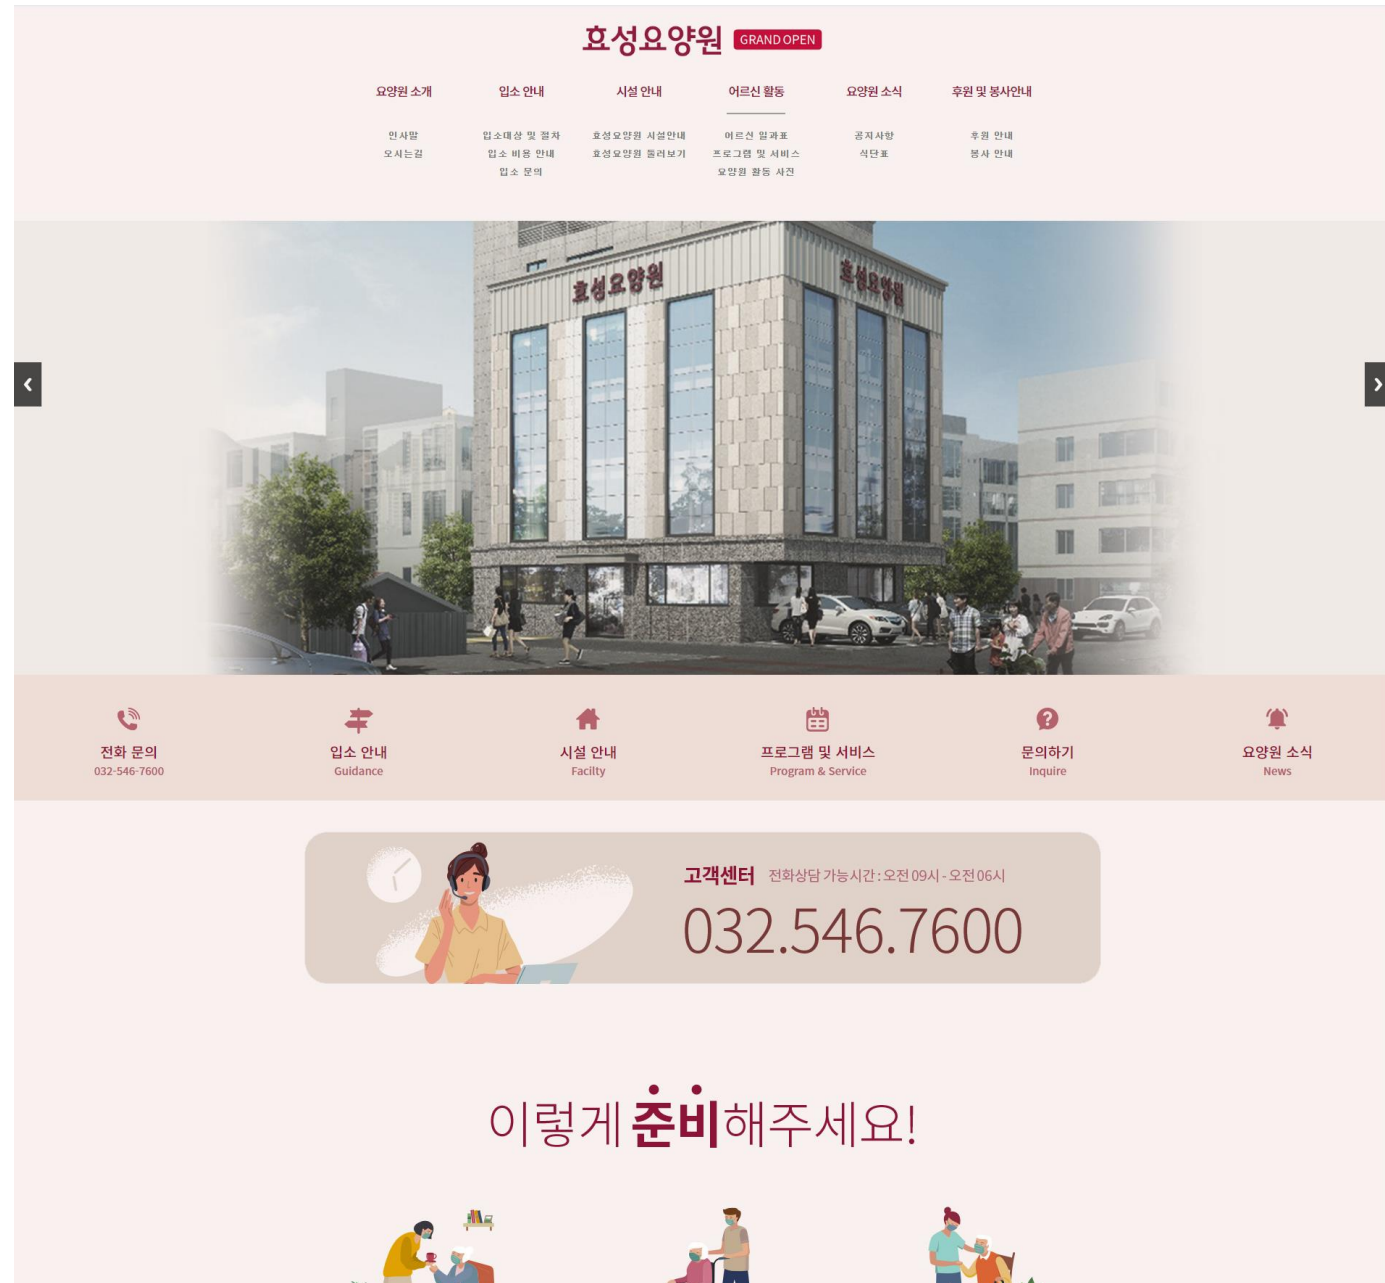 효성요양원 GRAND OPEN
요양원 소개 입소 안내 시설 안내 어르신 활동 요양원 소식 후원 및 봉사안내
인사말 입소대상 및 절차 효성요양원 시설안내 어르신 일과표 공지사항 후원 안내
오시는길 입소 비용 안내 효성요양원 둘러보기 프로그램 및 서비스 식단표 봉사 안내
입소 문의 요양원 활동 사진
효성요양원 효성요양원
전화 문의 입소 안내 시설 안내 프로그램 및 서비스 문의하기 요양원 소식
032-546-7600 Guidance Facilty Program & Service Inquire News
고객센터 전화상담 가능시간 : 오전 09시 - 오전 06시
032.546.7600
이렇게 준비해주세요!